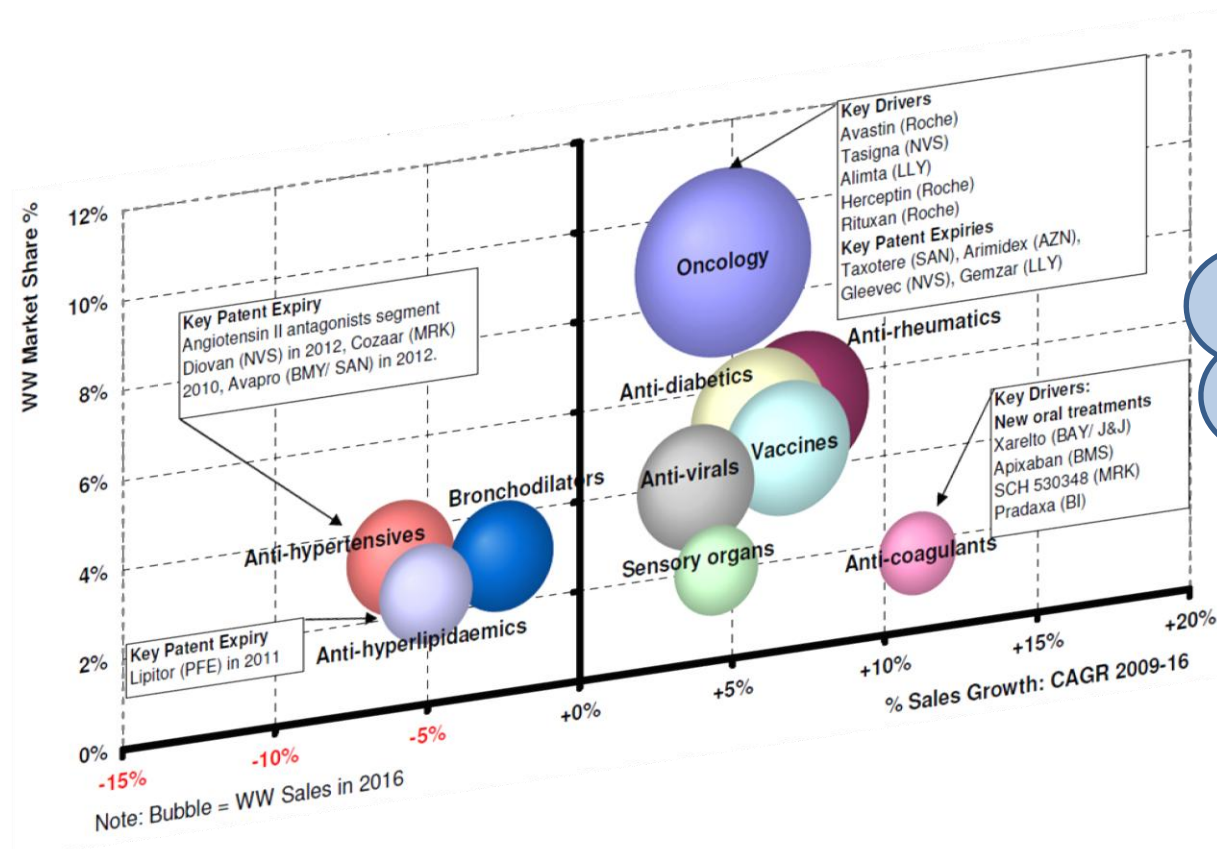 WW Market Share %
12%
10%
8%
6%
4%
2%
0%
Key Drivers
Avastin (Roche)
Tasigna (NVS)
Alimta (LLY)
Herceptin (Roche)
Rituxan (Roche)
Key Patent Expiries
Taxotere (SAN), Arimidex (AZN),
Gleevec (NVS), Gemzar (LLY)
Oncology
Key Patent Expiry
Angiotensin II antagonists segment
Diovan (NVS) in 2012, Cozaar (MRK)
2010, Avapro (BMY/ SAN) in 2012.
Anti-rheumatics
Anti-diabetics
Vaccines
Anti-virals
Key Drivers:
New oral treatments
Xarelto (BAY/ J&J)
Apixaban (BMS)
SCH 530348 (MRK)
Pradaxa (BI)
Bronchodilators
Anti-hypertensives
Sensory organs
Anti-coagulants
Key Patent Expiry
Lipitor (PFE) in 2011
Anti-hyperlipidaemics
-15%
-10%
-5%
+0%
+5%
+10%
+15%
+20%
% Sales Growth: CAGR 2009-16
Note: Bubble = WW Sales in 2016